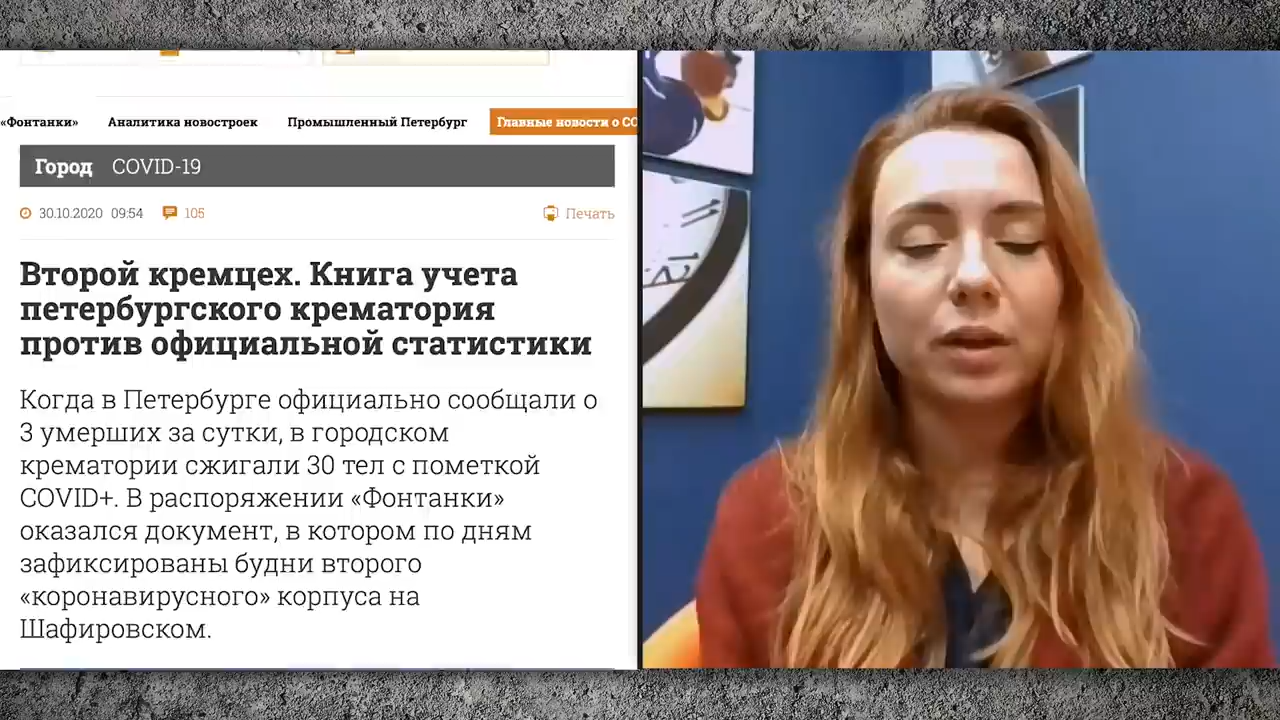 «Фонтанки» Аналитика новостроек Промышленный Петербург Главные новости о CO
Город COVID-19
30.10.2020 09:54 105 Печать
Второй кремцех. Книга учета
петербургского крематория
против официальной статистики
Когда в Петербурге официально сообщали о
3 умерших за сутки, в городском
крематории сжигали 30 тел с пометкой
COVID+. В распоряжении «Фонтанки»
оказался документ, в котором по дням
зафиксированы будни второго
«коронавирусного» корпуса на
Шафировском.
11
12